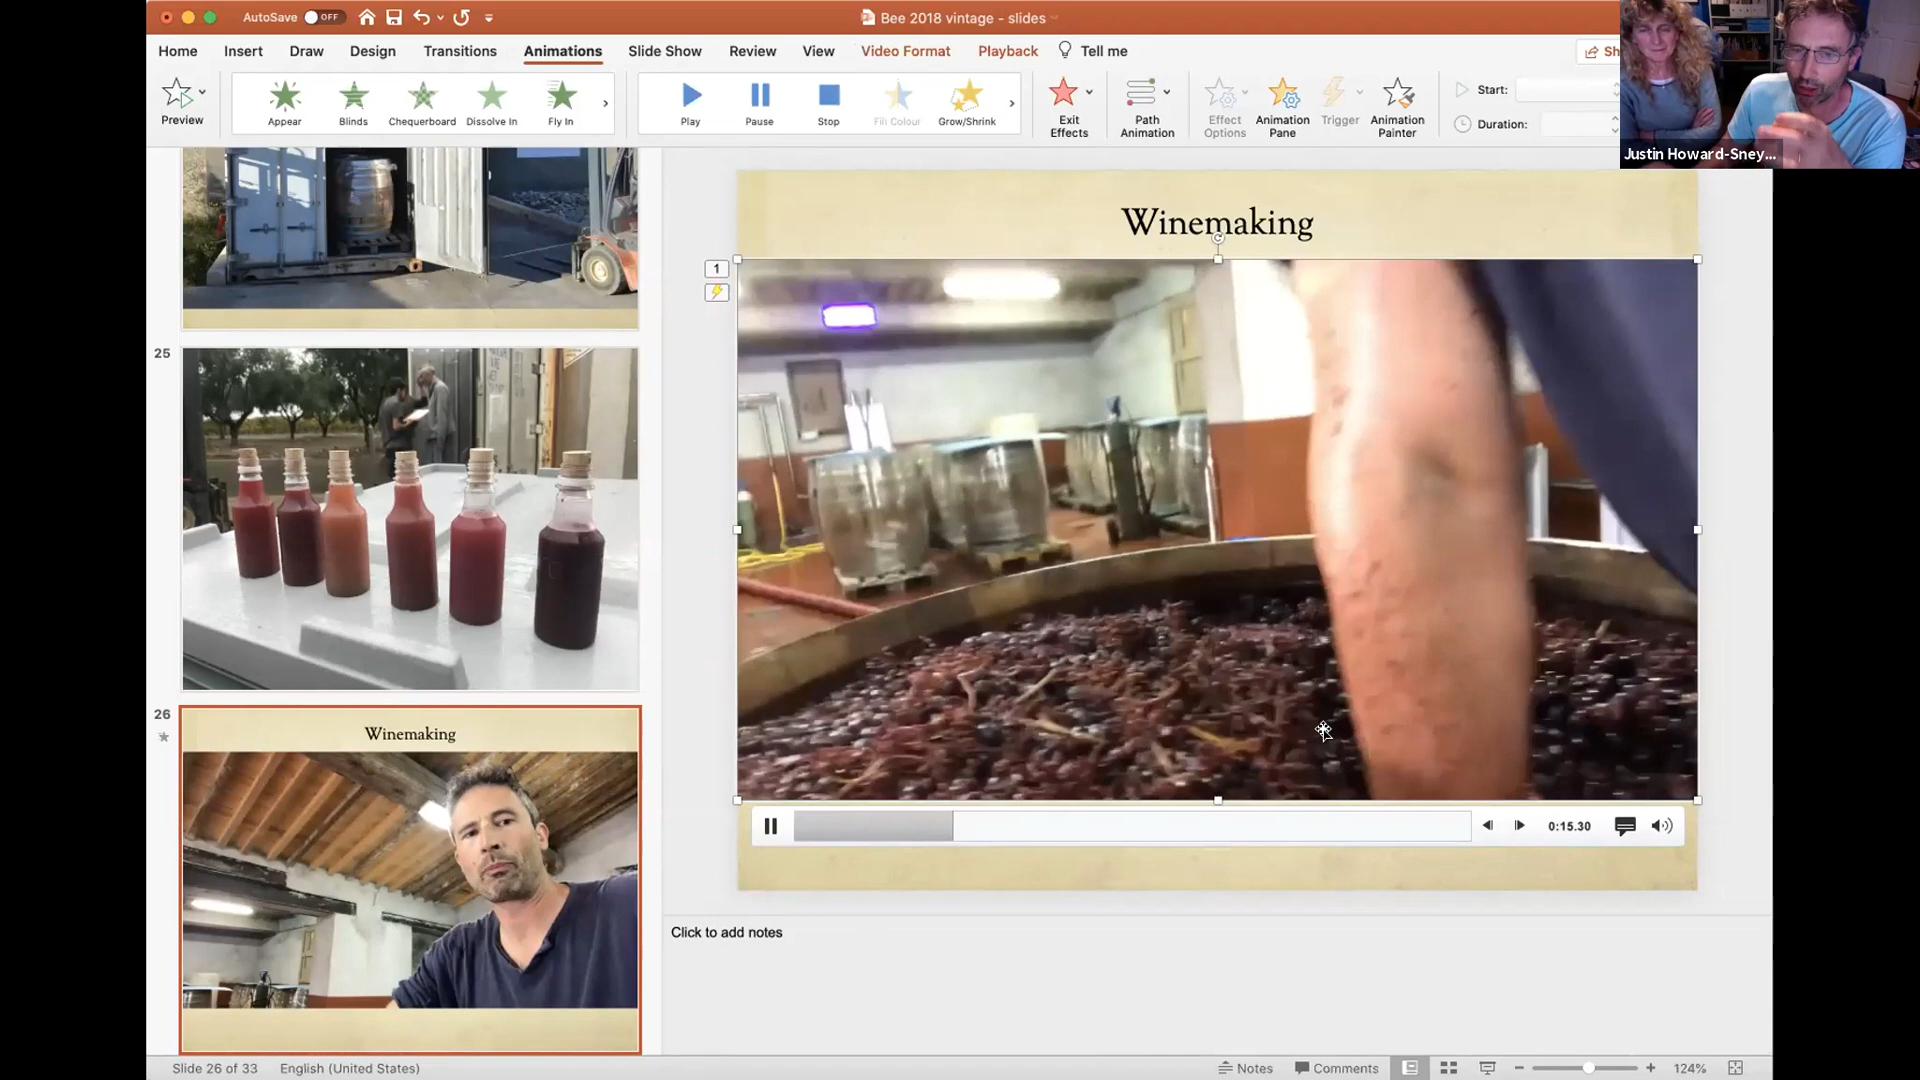 AutoSave OFF
Bee 2018 vintage - slides
Home Insert Draw Design Transitions Animations Slide Show Review View Video Format Playback Tell me
Preview Appear Blinds Chequerboard Dissolve In Fly In Play Pause Stop Fill Colour Grow/Shrink Exit Effects Path Animation Effect Options Animation Pane Trigger Animation Painter
Start:
Duration:
Justin Howard-Sney...
25
26
Winemaking
Winemaking
1
0:15.30
Click to add notes
Slide 26 of 33 English (United States) Notes Comments 124%